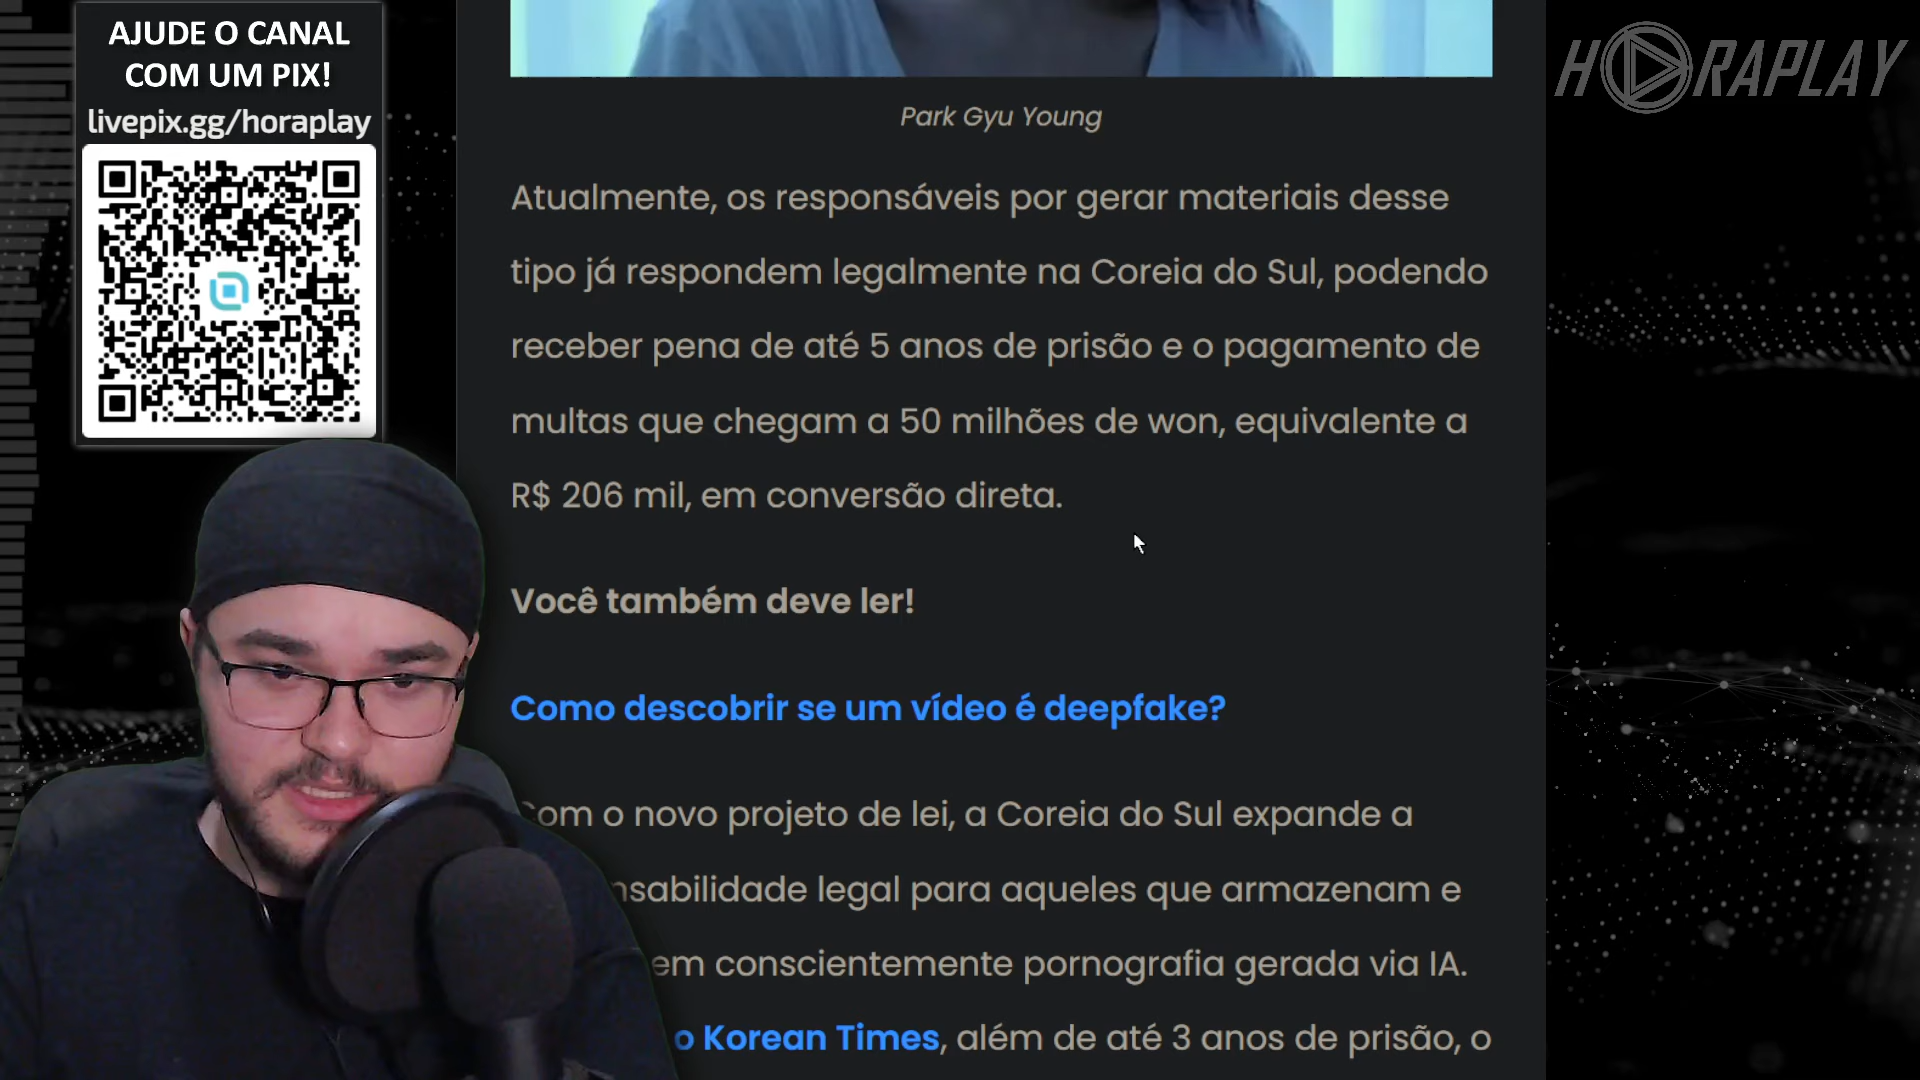 AJUDE O CANAL
COM UM PIX!
livepix.gg/horaplay
HORAPLAY
Park Gyu Young
Atualmente, os responsáveis por gerar materiais desse
tipo já respondem legalmente na Coreia do Sul, podendo
receber pena de até 5 anos de prisão e o pagamento de
multas que chegam a 50 milhões de won, equivalente a
R$ 206 mil, em conversão direta.
Você também deve ler!
Como descobrir se um vídeo é deepfake?
Com o novo projeto de lei, a Coreia do Sul expande a
nsabilidade legal para aqueles que armazenam e
em conscientemente pornografia gerada via IA.
o Korean Times, além de até 3 anos de prisão, o